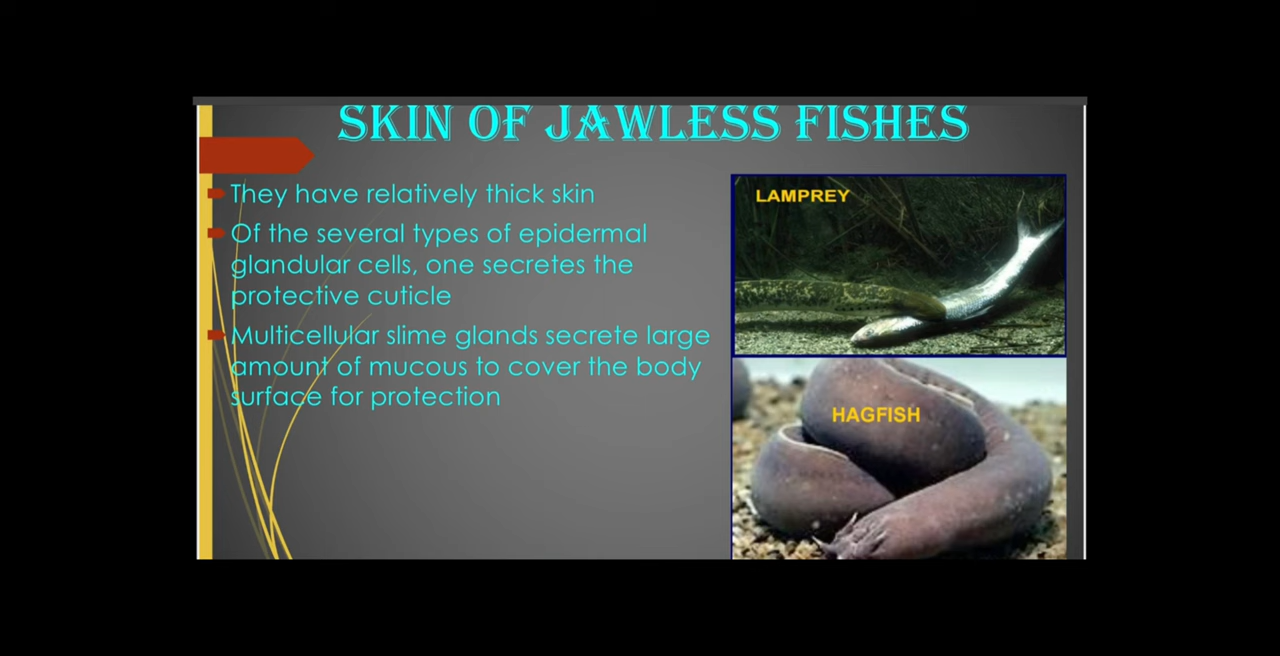 SKIN OF JAWLESS FISHES
They have relatively thick skin
Of the several types of epidermal
glandular cells, one secretes the
protective cuticle
Multicellular slime glands secrete large
amount of mucous to cover the body
surface for protection
LAMPREY
HAGFISH